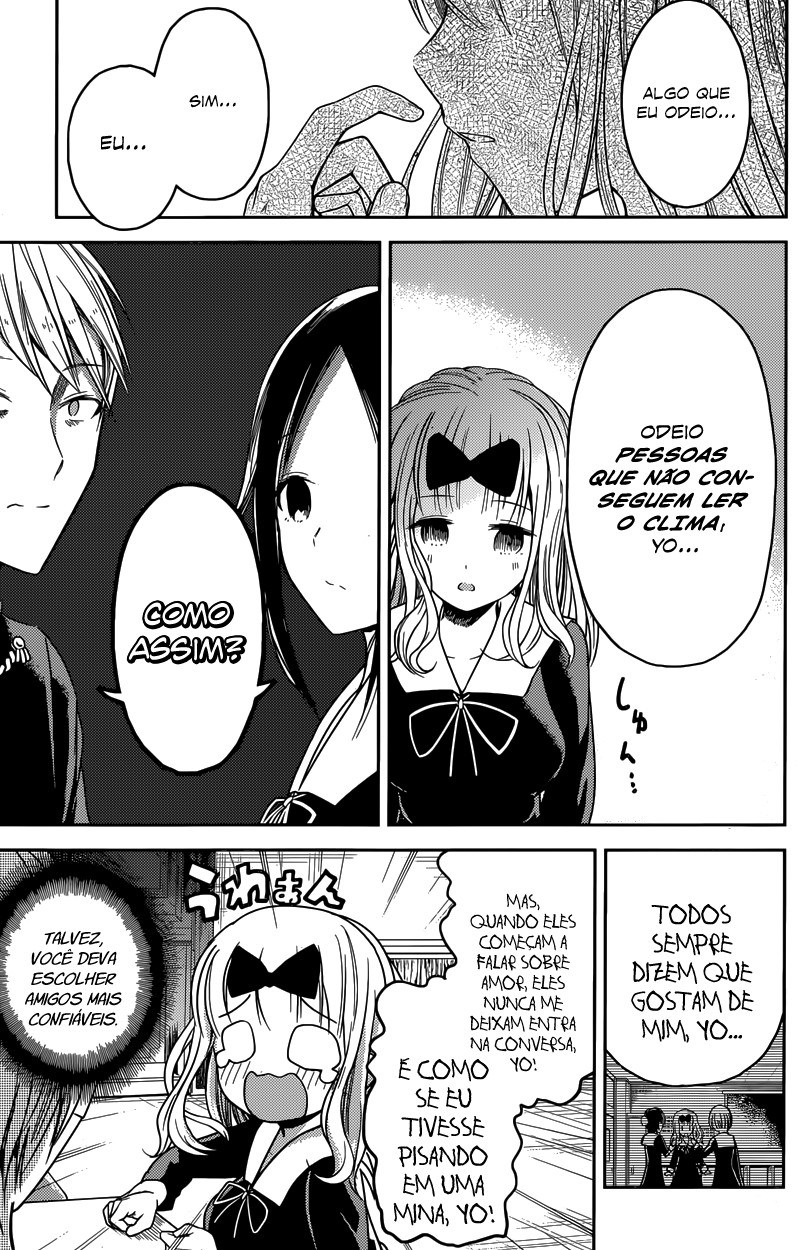 ALGO QUE
EU ODEIO...
SIM...
EU...
ODEIO
PESSOAS
QUE NÃO CON-
SEGUEM LER
O CLIMA,
YO...
しゅん…
COMO
ASSIM?
TODOS
SEMPRE
DIZEM QUE
GOSTAM DE
MIM, YO...
MAS,
QUANDO ELES
COMEÇAM A
FALAR SOBRE
AMOR, ELES
NUNCA ME
DEIXAM ENTRA
NA CONVERSA,
YO!
E COMO
SE EU
TIVESSE
PISANDO
EM UMA
MINA, YO!
うわぁん
TALVEZ,
VOCÊ DEVA
ESCOLHER
AMIGOS MAIS
CONFIÁVEIS.